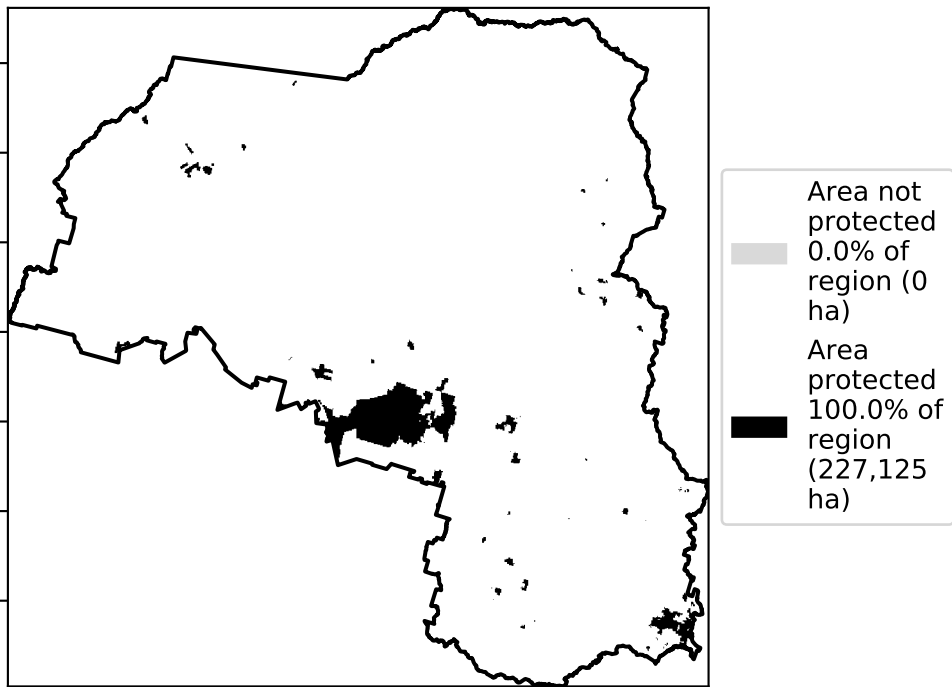 Area not
protected
0.0% of
region (0
ha)
Area
protected
100.0% of
region
(227,125
ha)